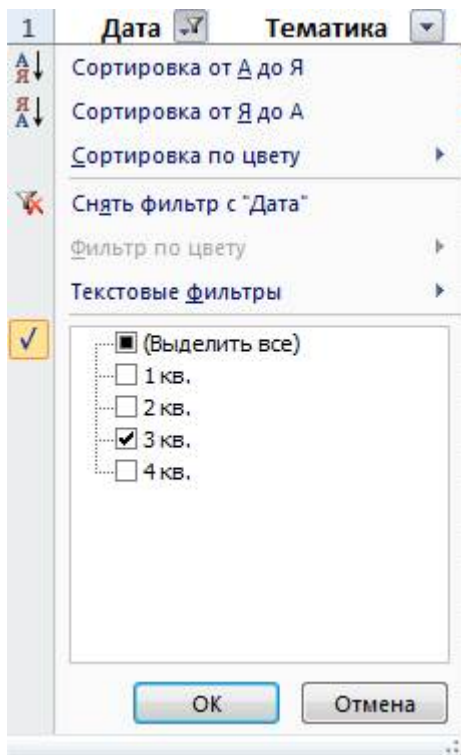 1 Дата Тематика
Сортировка от А до Я
Сортировка от Я до А
Сортировка по цвету
Снять фильтр с "Дата"
Фильтр по цвету
Текстовые фильтры
(Выделить все)
1 кв.
2 кв.
3 кв.
4 кв.
ОК Отмена